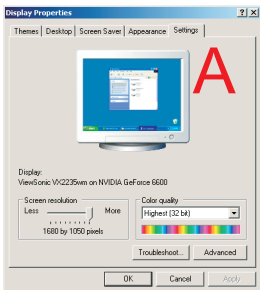 Display Properties
Themes Desktop Screen Saver Appearance Settings
A
Display:
ViewSonic VX2235wm on NVIDIA GeForce 6600
Screen resolution
Less More
1680 by 1050 pixels
Color quality
Highest (32 bit)
Troubleshoot... Advanced
OK Cancel Apply